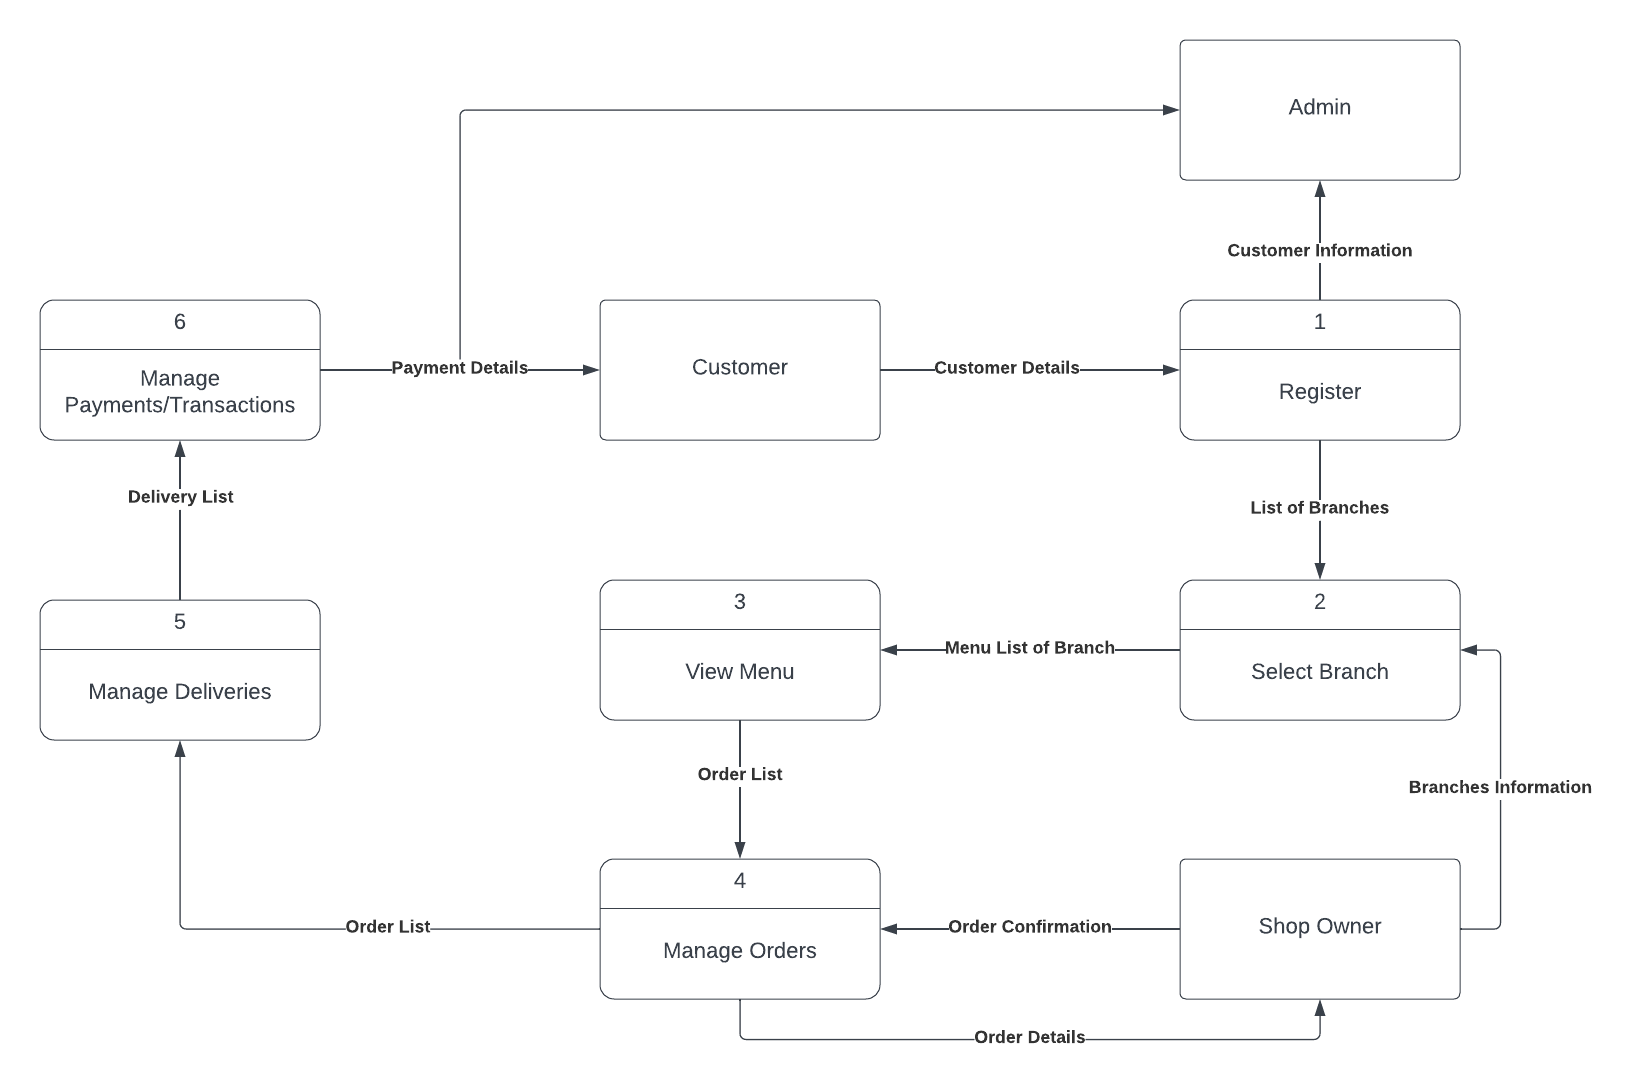 Admin
Customer Information
6
Manage
Payments/Transactions
Payment Details
Customer
Customer Details
1
Register
Delivery List
List of Branches
5
Manage Deliveries
3
View Menu
Menu List of Branch
2
Select Branch
Order List
Branches Information
Order List
4
Manage Orders
Order Confirmation
Shop Owner
Order Details